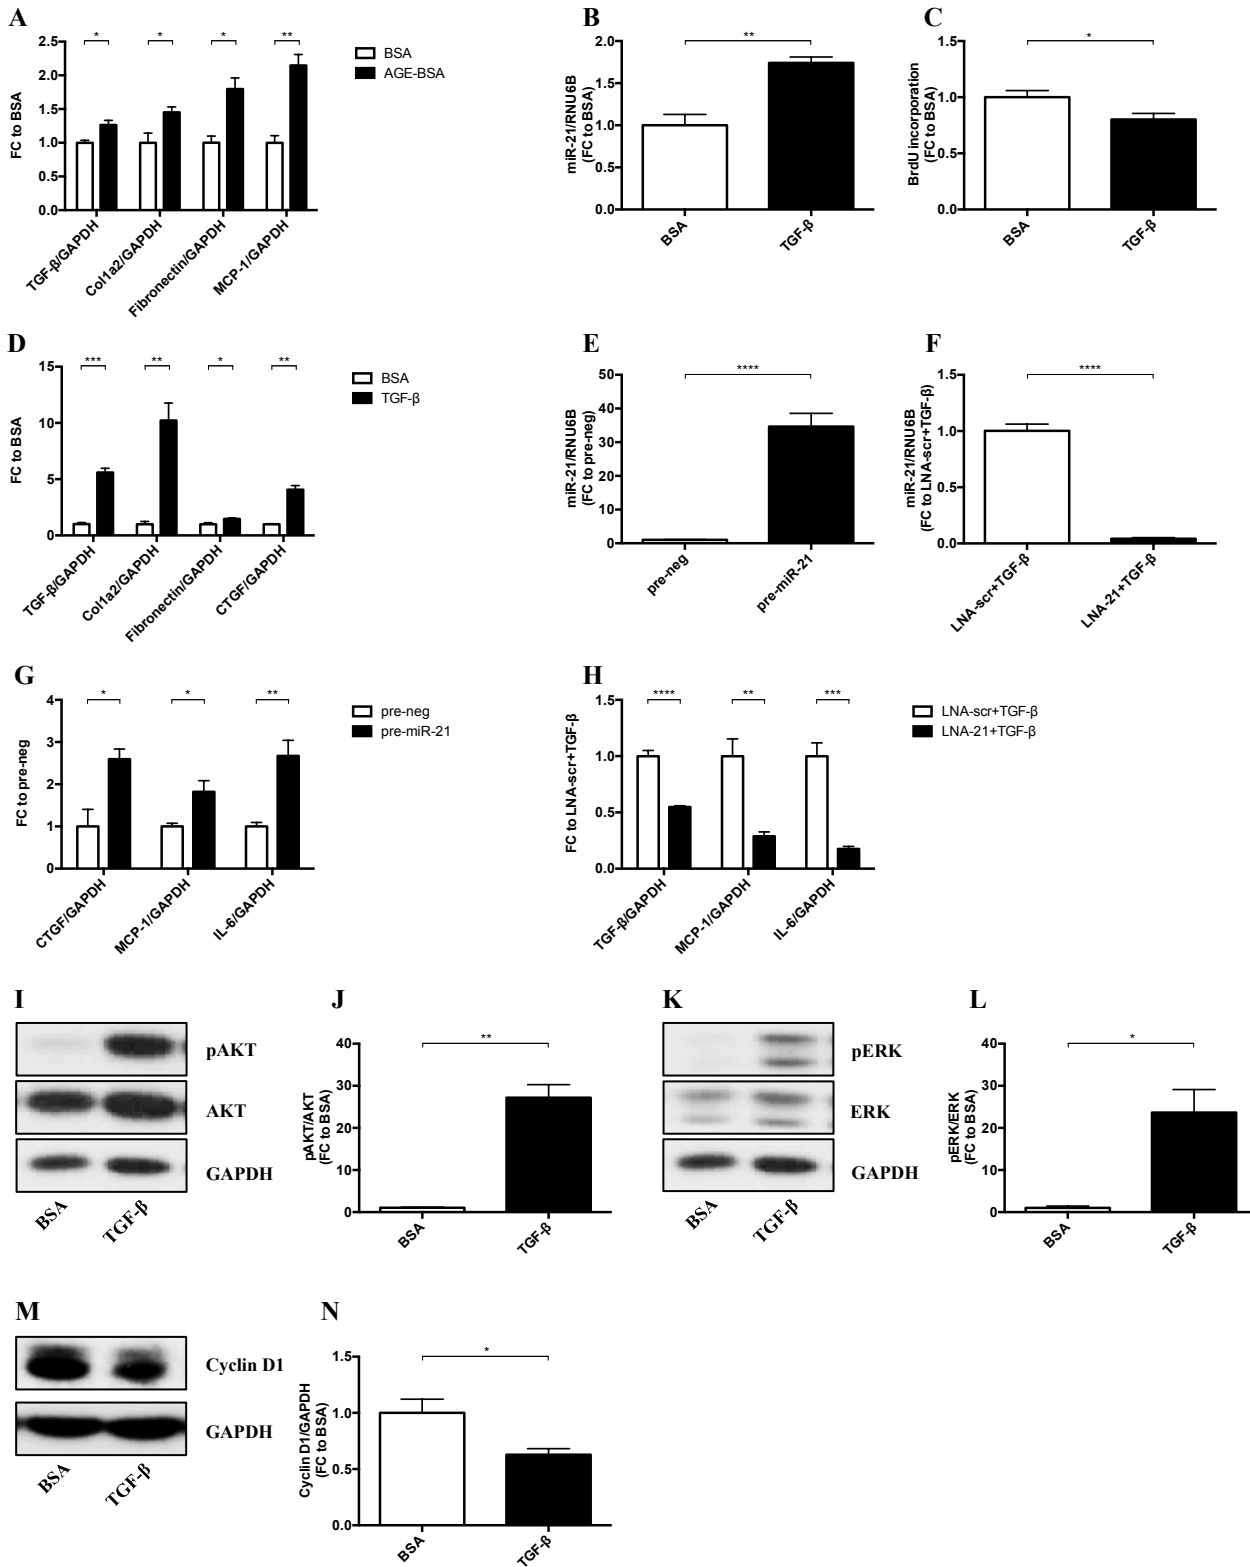 A
FC to BSA
2.5
2.0
1.5
1.0
0.5
0.0
* * * **
TGF-β/GAPDH
Col1a2/GAPDH
Fibronectin/GAPDH
MCP-1/GAPDH
BSA
AGE-BSA
B
miR-21/RNU6B
(FC to BSA)
2.0
1.5
1.0
0.5
0.0
**
BSA
TGF-β
C
BrdU incorporation
(FC to BSA)
1.5
1.0
0.5
0.0
*
BSA
TGF-β
D
FC to BSA
15
10
5
0
*** ** * **
TGF-β/GAPDH
Col1a2/GAPDH
Fibronectin/GAPDH
CTGF/GAPDH
BSA
TGF-β
E
miR-21/RNU6B
(FC to pre-neg)
50
40
30
20
10
0
****
pre-neg
pre-miR-21
F
miR-21/RNU6B
(FC to LNA-scr+TGF-β)
1.5
1.0
0.5
0.0
****
LNA-scr+TGF-β
LNA-21+TGF-β
G
FC to pre-neg
4
3
2
1
0
* * **
CTGF/GAPDH
MCP-1/GAPDH
IL-6/GAPDH
pre-neg
pre-miR-21
H
FC to LNA-scr+TGF-β
1.5
1.0
0.5
0.0
**** ** ***
TGF-β/GAPDH
MCP-1/GAPDH
IL-6/GAPDH
LNA-scr+TGF-β
LNA-21+TGF-β
I
pAKT
AKT
GAPDH
BSA
TGF-β
J
pAKT/AKT
(FC to BSA)
40
30
20
10
0
**
BSA
TGF-β
K
pERK
ERK
GAPDH
BSA
TGF-β
L
pERK/ERK
(FC to BSA)
40
30
20
10
0
*
BSA
TGF-β
M
Cyclin D1
GAPDH
BSA
TGF-β
N
Cyclin D1/GAPDH
(FC to BSA)
1.5
1.0
0.5
0.0
*
BSA
TGF-β